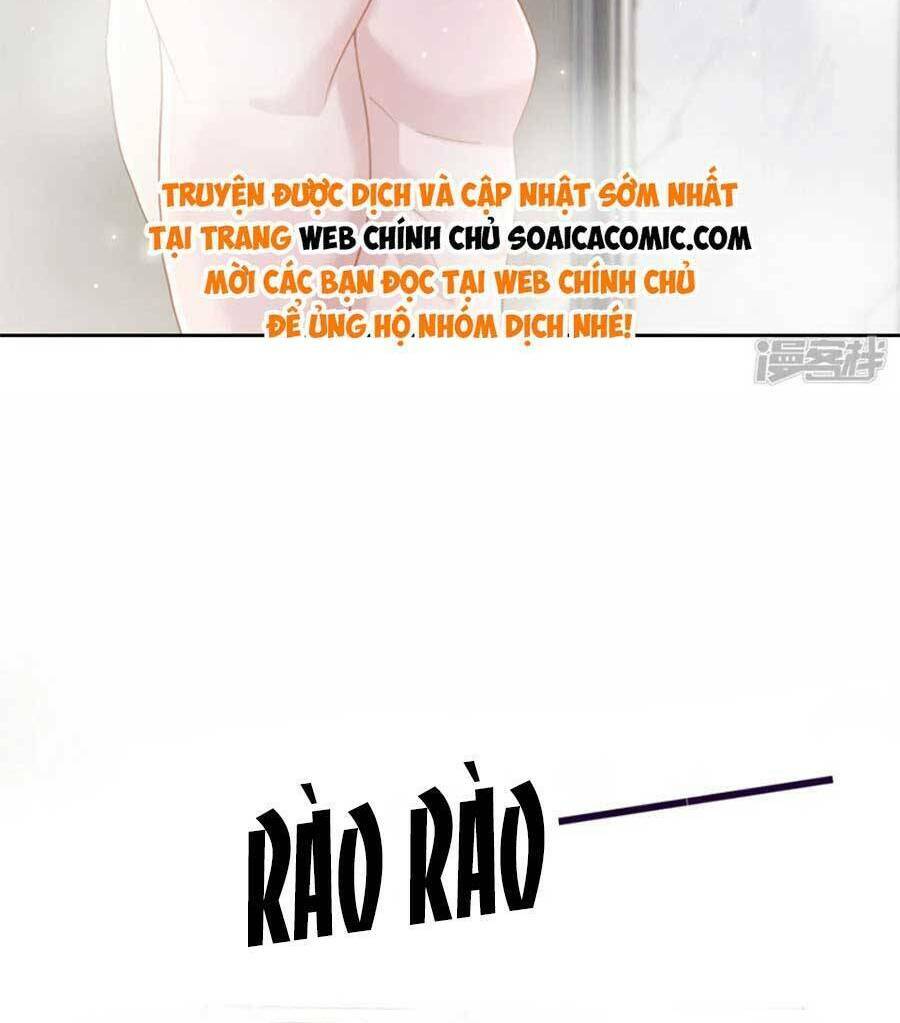 TRUYỆN ĐƯỢC DỊCH VÀ CẬP NHẬT SỚM NHẤT
TẠI TRANG WEB CHÍNH CHỦ SOAICACOMIC.COM
MỜI CÁC BẠN ĐỌC TẠI WEB CHÍNH CHỦ
ĐỂ ỦNG HỘ NHÓM DỊCH NHÉ!
漫客栈
RÀO RÀO